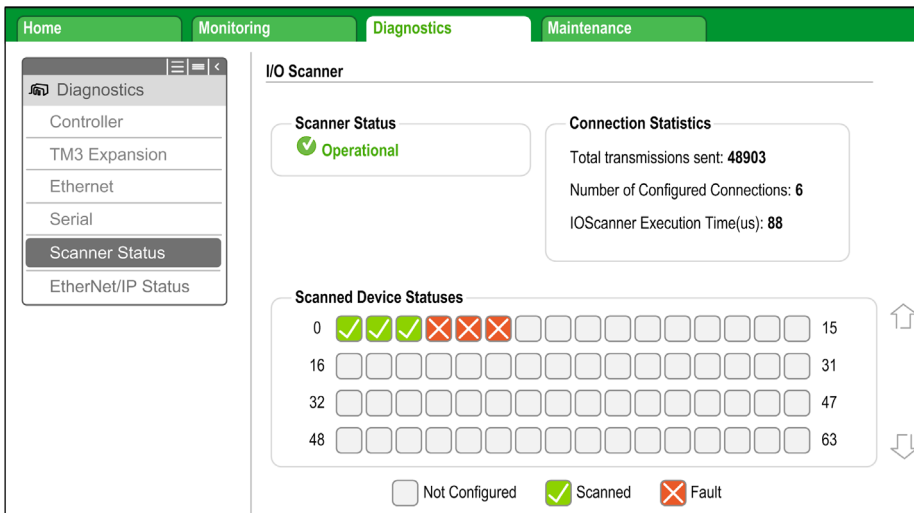 Home Monitoring Diagnostics Maintenance
Diagnostics
Controller
TM3 Expansion
Ethernet
Serial
Scanner Status
EtherNet/IP Status
I/O Scanner
Scanner Status
Operational
Connection Statistics
Total transmissions sent: 48903
Number of Configured Connections: 6
IOScanner Execution Time(us): 88
Scanned Device Statuses
0 15
16 31
32 47
48 63
Not Configured Scanned Fault